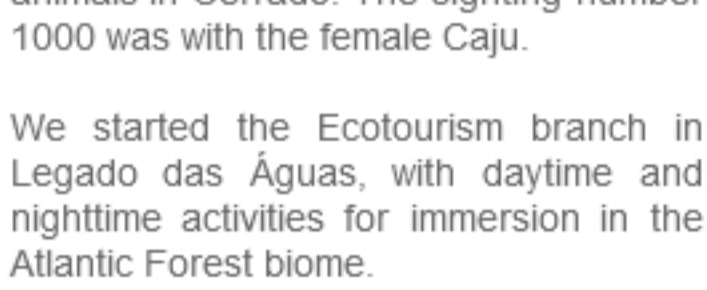 animals in Cerrado. The sighting number
1000 was with the female Caju.
We started the Ecotourism branch in
Legado das Águas, with daytime and
nighttime activities for immersion in the
Atlantic Forest biome.